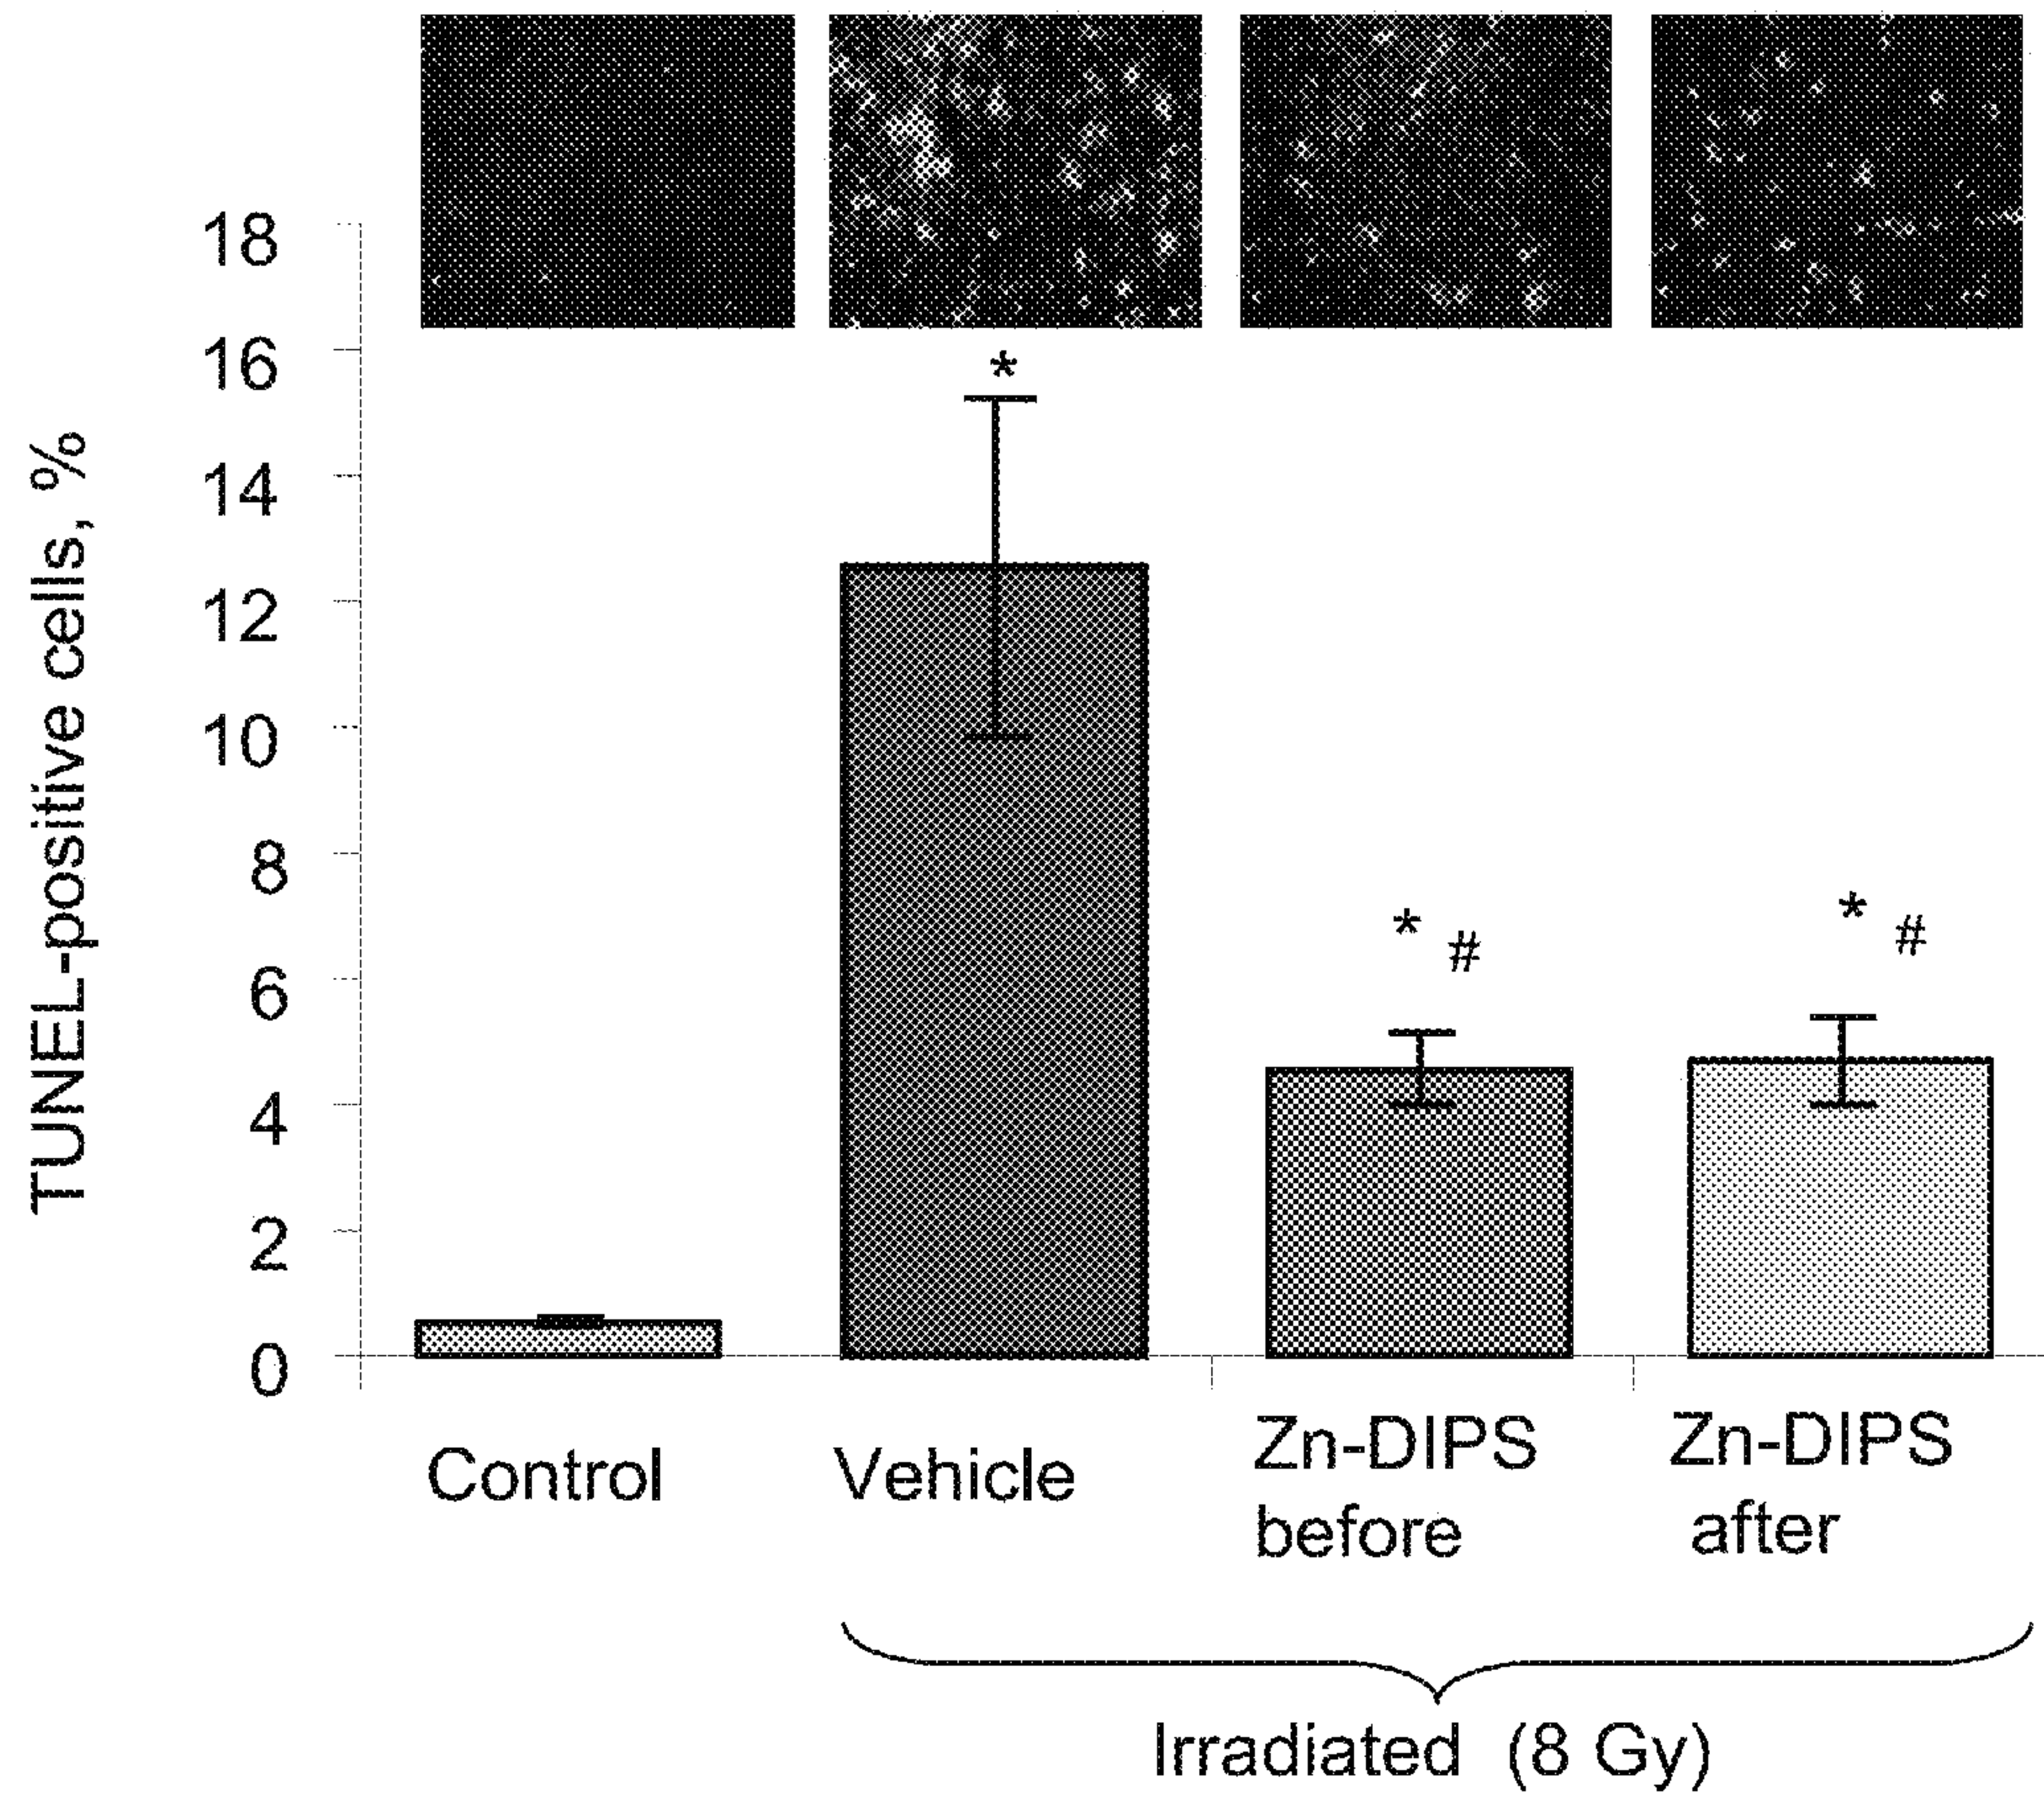 TUNEL-positive cells, %
18
16
14
12
10
8
6
4
2
0
*
* #
* #
Control
Vehicle
Zn-DIPS
before
Zn-DIPS
after
Irradiated (8 Gy)